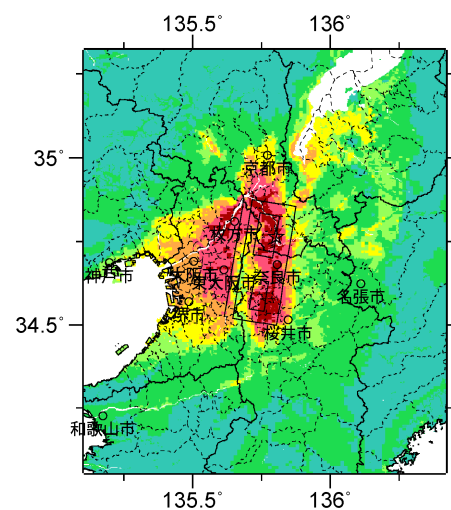 135.5° 136°
35°
京都市
枚方市
神戸市 大阪市 奈良市
東大阪市
名張市
堺市
34.5°
桜井市
和歌山市
135.5° 136°